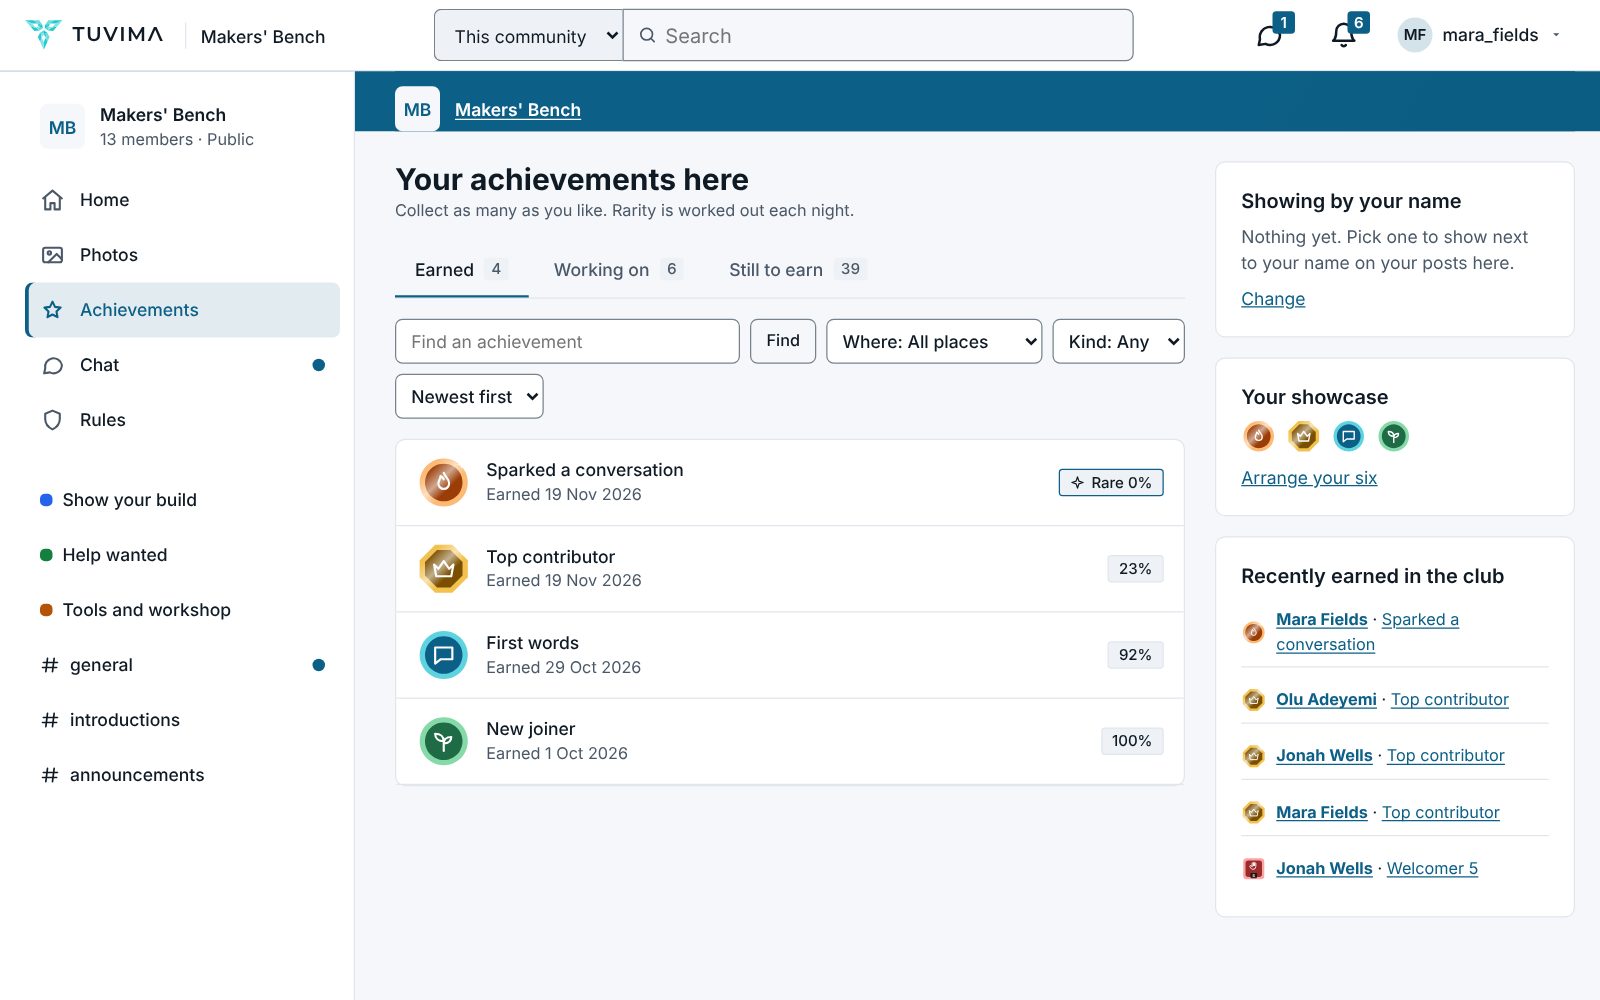 TUVIMA
Makers' Bench
This community
Search
1
6
MF
mara_fields
MB
Makers' Bench
13 members · Public
Home
Photos
Achievements
Chat
Rules
Show your build
Help wanted
Tools and workshop
# general
# introductions
# announcements
MB
Makers' Bench
Your achievements here
Collect as many as you like. Rarity is worked out each night.
Earned 4
Working on 6
Still to earn 39
Find an achievement
Find
Where: All places
Kind: Any
Newest first
Sparked a conversation
Earned 19 Nov 2026
Rare 0%
Top contributor
Earned 19 Nov 2026
23%
First words
Earned 29 Oct 2026
92%
New joiner
Earned 1 Oct 2026
100%
Showing by your name
Nothing yet. Pick one to show next
to your name on your posts here.
Change
Your showcase
Arrange your six
Recently earned in the club
Mara Fields · Sparked a
conversation
Olu Adeyemi · Top contributor
Jonah Wells · Top contributor
Mara Fields · Top contributor
Jonah Wells · Welcomer 5